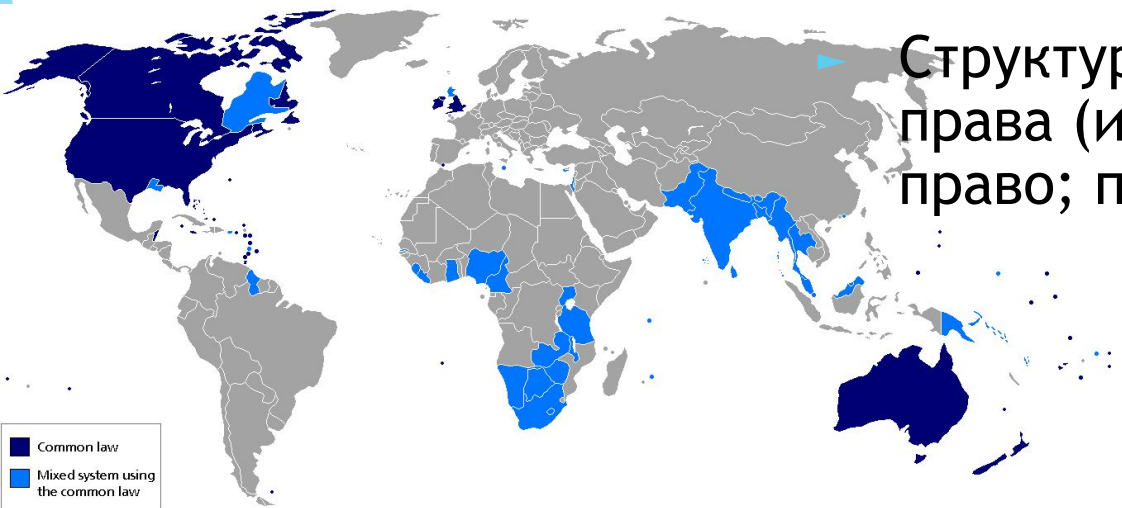 Структур
права (и
право; п
Common law
Mixed system using
the common law